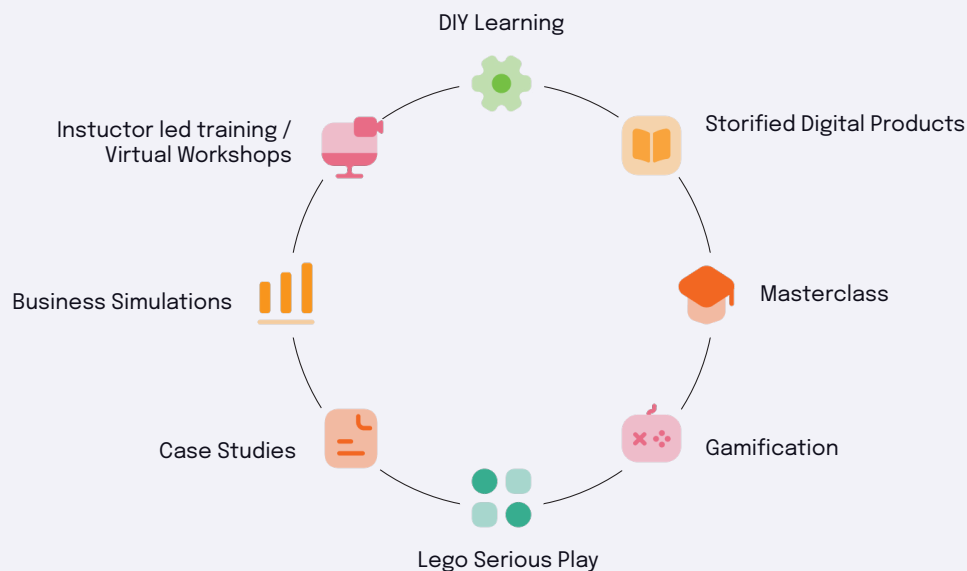 DIY Learning
Storified Digital Products
Instuctor led training /
Virtual Workshops
Masterclass
Business Simulations
Gamification
Case Studies
Lego Serious Play